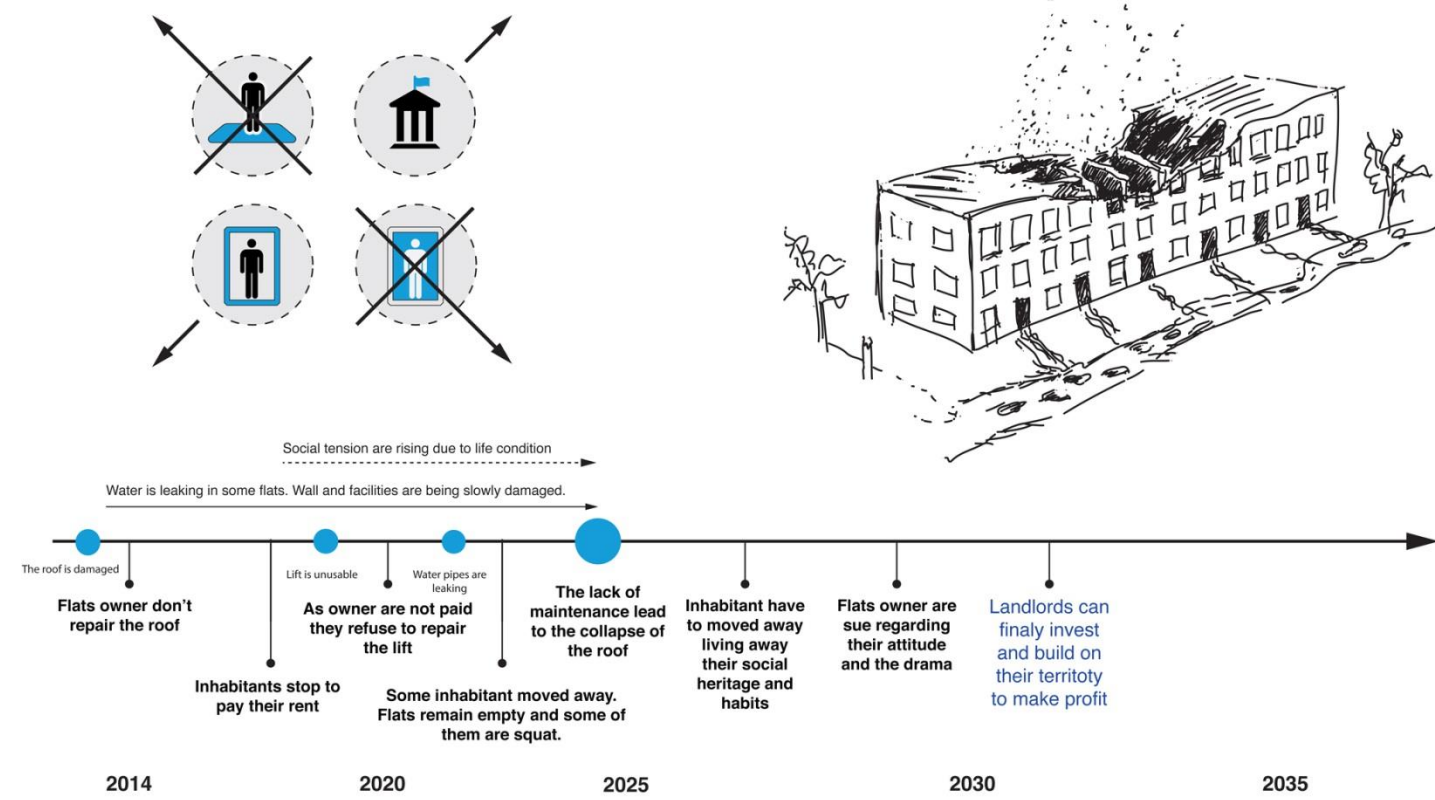 Social tension are rising due to life condition
Water is leaking in some flats. Wall and facilities are being slowly damaged.
The roof is damaged
Flats owner don't
repair the roof
Inhabitants stop to
pay their rent
Lift is unusable
As owner are not paid
they refuse to repair
the lift
Water pipes are
leaking
Some inhabitant moved away.
Flats remain empty and some of
them are squat.
The lack of
maintenance lead
to the collapse of
the roof
Inhabitant have
to moved away
living away
their social
heritage and
habits
Flats owner are
sue regarding
their attitude
and the drama
Landlords can
finaly invest
and build on
their territoty
to make profit
2014
2020
2025
2030
2035